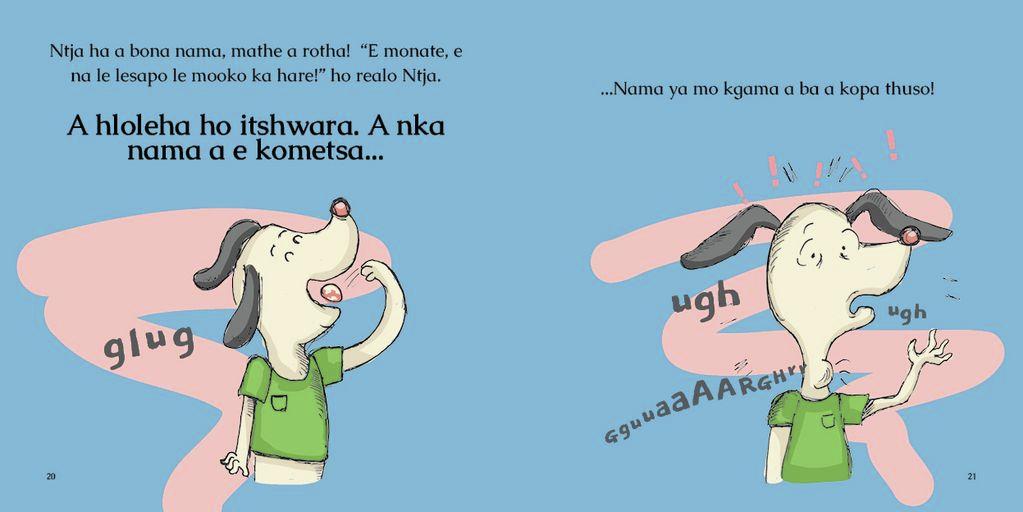 Ntja ha a bona nama, mathe a rotha! “E monate, e
na le lesapo le mooko ka hare!” ho realo Ntja.
A hloleha ho itshwara. A nka
nama a e kometsa...
glug
20
...Nama ya mo kgama a ba a kopa thuso!
! ! ! ! !
ugh
ugh
GguuaaAAARGHrr
21